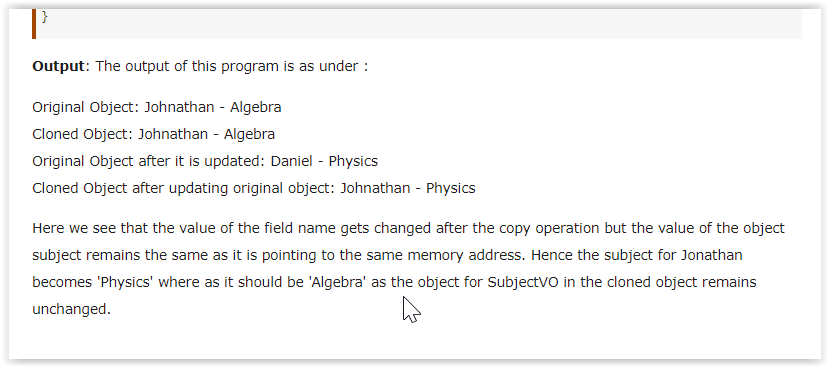 }
Output: The output of this program is as under :
Original Object: Johnathan - Algebra
Cloned Object: Johnathan - Algebra
Original Object after it is updated: Daniel - Physics
Cloned Object after updating original object: Johnathan - Physics
Here we see that the value of the field name gets changed after the copy operation but the value of the object
subject remains the same as it is pointing to the same memory address. Hence the subject for Jonathan
becomes 'Physics' where as it should be 'Algebra' as the object for SubjectVO in the cloned object remains
unchanged.